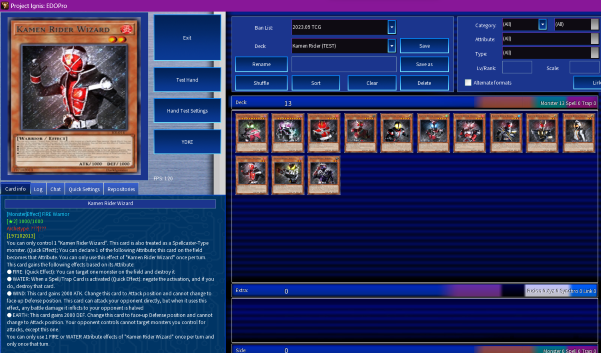 Project Ignis: EDOPro
KAMEN RIDER WIZARD
[WARRIOR / EFFECT]
ATK/1000 DEF/1000
Exit
Test Hand
Hand Test Settings
YDKE
Ban List
2023.09 TCG
Deck
Kamen Rider (TEST)
Save
Rename
Save as
Shuffle
Sort
Clear
Delete
Category
(All)
(All)
Attribute
(All)
Type
(All)
Lv/Rank
Scale
Alternate formats
Link
Deck:
13
Monster 13 Spell 0 Trap 0
Card info
Log
Chat
Quick Settings
Repositories
Kamen Rider Wizard
[Monster|Effect] FIRE Warrior
1000/1000
[19710201]
You can only control 1 "Kamen Rider Wizard". This card is also treated as a Spellcaster-Type
monster. (Quick Effect): You can declare 1 of the following Attribute; this card on the field
becomes that Attribute. You can only use this effect of "Kamen Rider Wizard" once per turn.
This card gains the following effects based on its Attribute:
● FIRE: (Quick Effect): You can target one monster on the field and destroy it
● WATER: When a Spell/Trap Card is activated (Quick Effect): negate the activation, and if you
do, destroy that card.
● WIND: This card gains 2000 ATK. Change this card to Attack position and cannot change
to face-up Defense position. This card can attack your opponent directly, but when it uses this
effect, any battle damage it inflicts to your opponent is halved
● EARTH: This card gains 2000 DEF. Change this card to face-up Defense position and cannot
change to Attack position. Your opponent controls cannot target monsters you control for
attacks, except this one.
You can only use 1 FIRE or WATER Attribute effects of "Kamen Rider Wizard" once per turn and
only once that turn.
Extra:
0
Side:
0
Monster 0 Spell 0 Trap 0